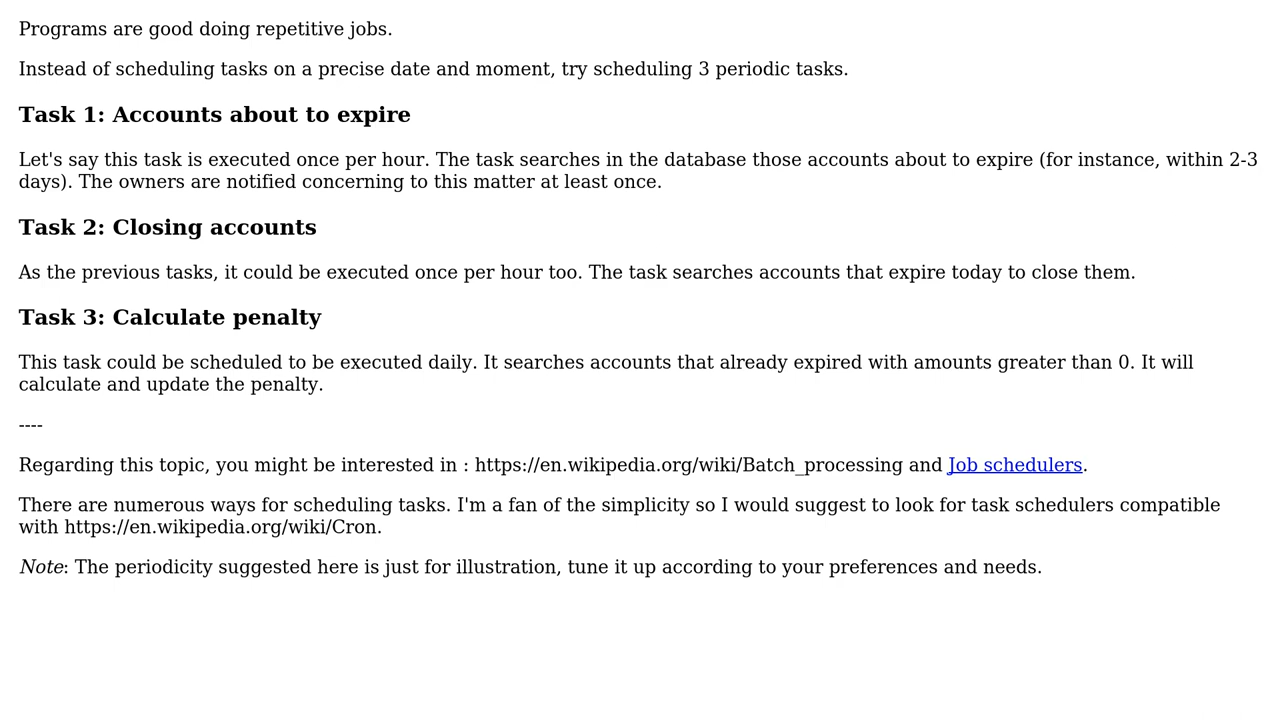 Programs are good doing repetitive jobs.
Instead of scheduling tasks on a precise date and moment, try scheduling 3 periodic tasks.
Task 1: Accounts about to expire
Let's say this task is executed once per hour. The task searches in the database those accounts about to expire (for instance, within 2-3
days). The owners are notified concerning to this matter at least once.
Task 2: Closing accounts
As the previous tasks, it could be executed once per hour too. The task searches accounts that expire today to close them.
Task 3: Calculate penalty
This task could be scheduled to be executed daily. It searches accounts that already expired with amounts greater than 0. It will
calculate and update the penalty.
----
Regarding this topic, you might be interested in : https://en.wikipedia.org/wiki/Batch_processing and Job schedulers.
There are numerous ways for scheduling tasks. I'm a fan of the simplicity so I would suggest to look for task schedulers compatible
with https://en.wikipedia.org/wiki/Cron.
Note: The periodicity suggested here is just for illustration, tune it up according to your preferences and needs.